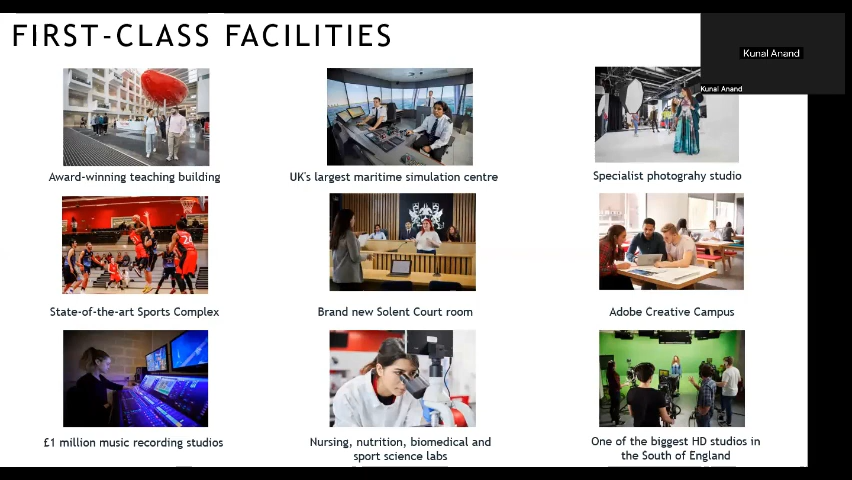 FIRST-CLASS FACILITIES
Kunal Anand
Kunal Anand
Award-winning teaching building
UK's largest maritime simulation centre
Specialist photograhy studio
State-of-the-art Sports Complex
Brand new Solent Court room
Adobe Creative Campus
£1 million music recording studios
Nursing, nutrition, biomedical and
sport science labs
One of the biggest HD studios in
the South of England